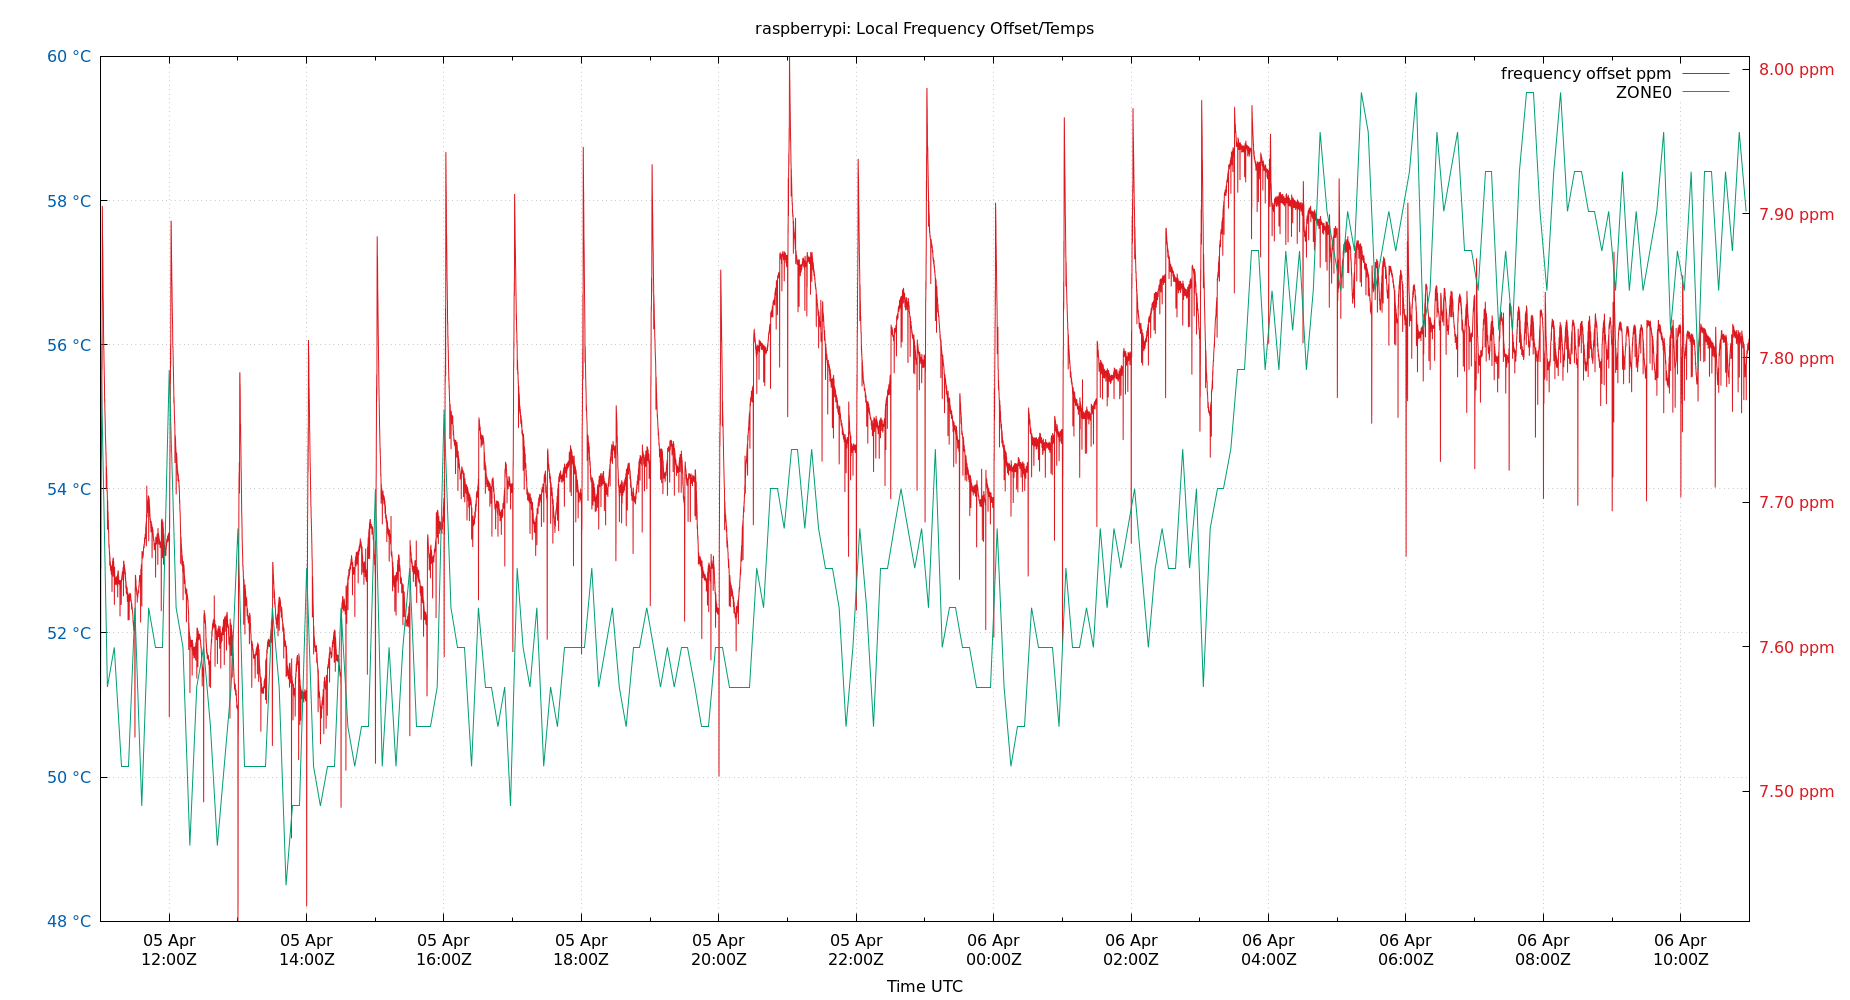 raspberrypi: Local Frequency Offset/Temps
60 °C
58 °C
56 °C
54 °C
52 °C
50 °C
48 °C
8.00 ppm
7.90 ppm
7.80 ppm
7.70 ppm
7.60 ppm
7.50 ppm
frequency offset ppm
ZONE0
05 Apr
12:00Z
05 Apr
14:00Z
05 Apr
16:00Z
05 Apr
18:00Z
05 Apr
20:00Z
05 Apr
22:00Z
06 Apr
00:00Z
06 Apr
02:00Z
06 Apr
04:00Z
06 Apr
06:00Z
06 Apr
08:00Z
06 Apr
10:00Z
Time UTC